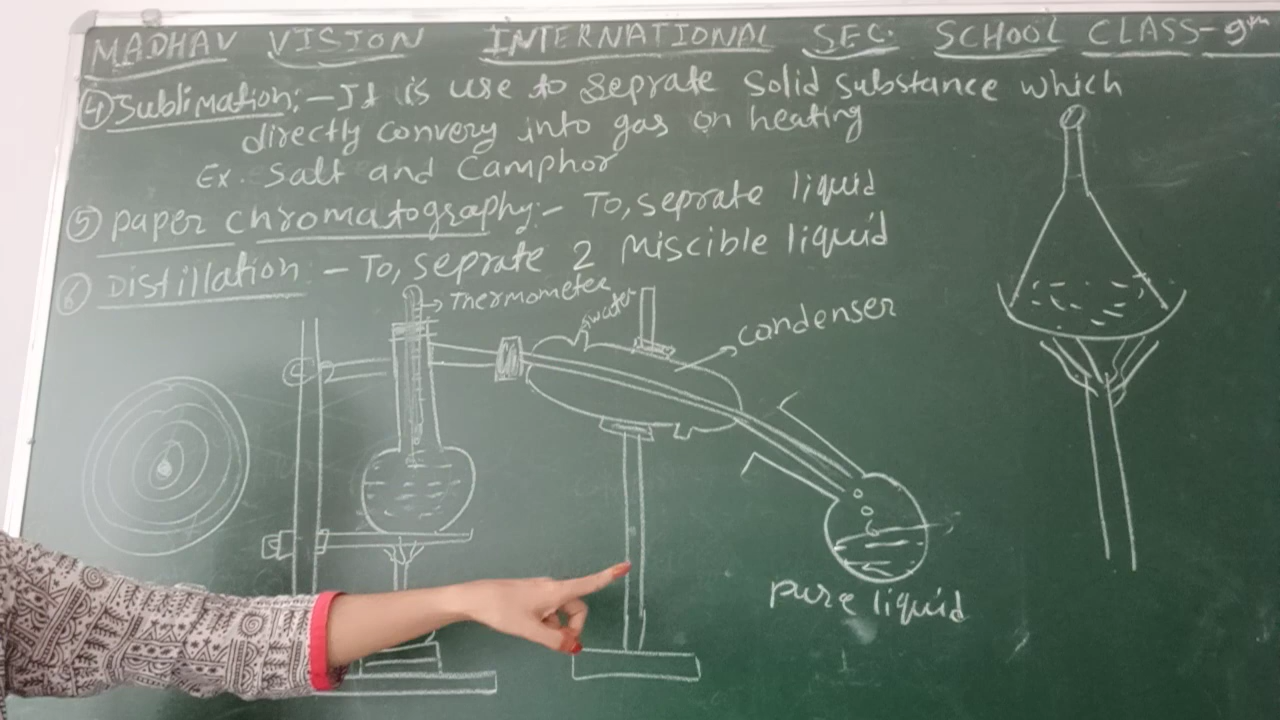 MADHAV VISION INTERNATIONAL SEC. SCHOOL CLASS-9th
④ Sublimation:- It is use to seprate solid substance which
directly convery into gas on heating
Ex. Salt and Camphor
⑤ paper chromatography:- To, seprate liquid
⑥ Distillation:- To, seprate 2 miscible liquid
Thermometer
water
condenser
pure liquid